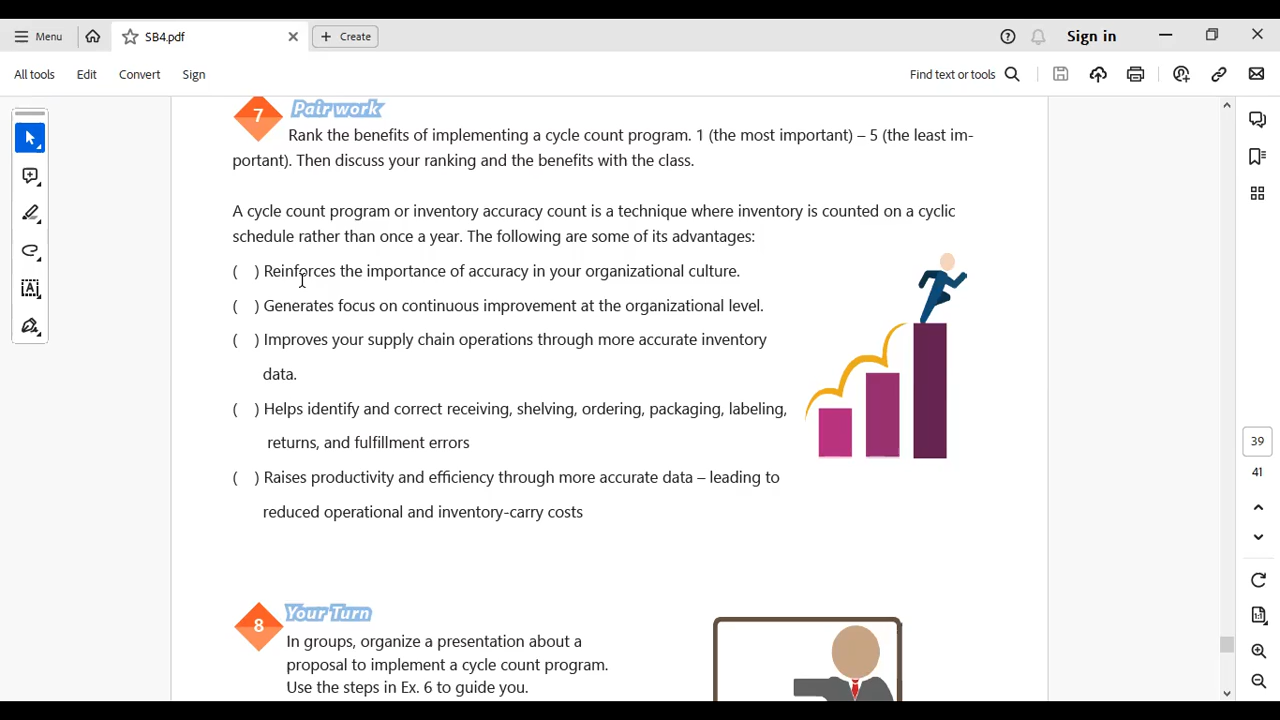 Menu
SB4.pdf
Create
Sign in
All tools
Edit
Convert
Sign
Find text or tools
7
Pair work
Rank the benefits of implementing a cycle count program. 1 (the most important) – 5 (the least im-
portant). Then discuss your ranking and the benefits with the class.
A cycle count program or inventory accuracy count is a technique where inventory is counted on a cyclic
schedule rather than once a year. The following are some of its advantages:
( ) Reinforces the importance of accuracy in your organizational culture.
( ) Generates focus on continuous improvement at the organizational level.
( ) Improves your supply chain operations through more accurate inventory
data.
( ) Helps identify and correct receiving, shelving, ordering, packaging, labeling,
returns, and fulfillment errors
( ) Raises productivity and efficiency through more accurate data – leading to
reduced operational and inventory-carry costs
39
41
1:1
8
Your Turn
In groups, organize a presentation about a
proposal to implement a cycle count program.
Use the steps in Ex. 6 to guide you.